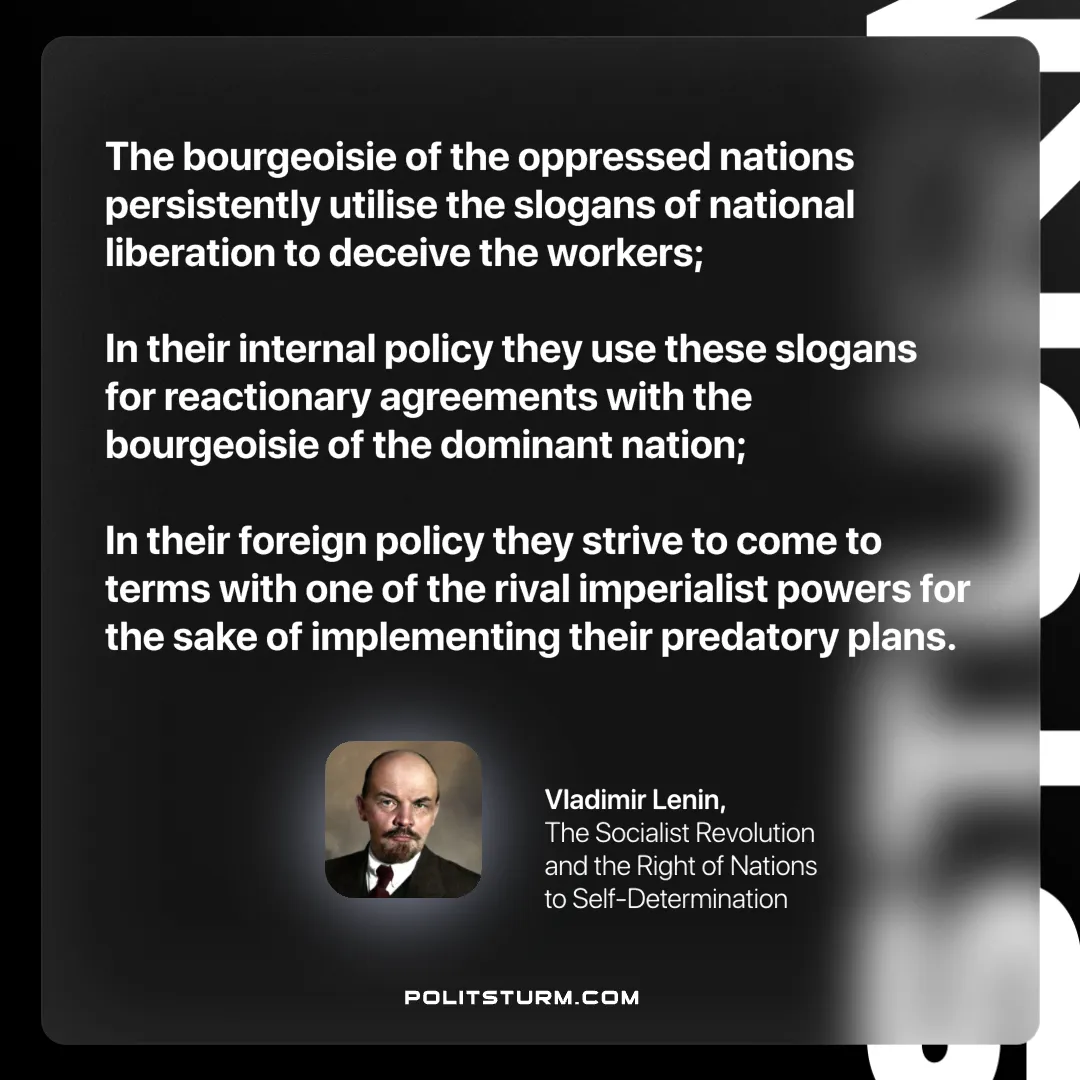 The bourgeoisie of the oppressed nations
persistently utilise the slogans of national
liberation to deceive the workers;
In their internal policy they use these slogans
for reactionary agreements with the
bourgeoisie of the dominant nation;
In their foreign policy they strive to come to
terms with one of the rival imperialist powers for
the sake of implementing their predatory plans.
Vladimir Lenin,
The Socialist Revolution
and the Right of Nations
to Self-Determination
POLITSTURM.COM